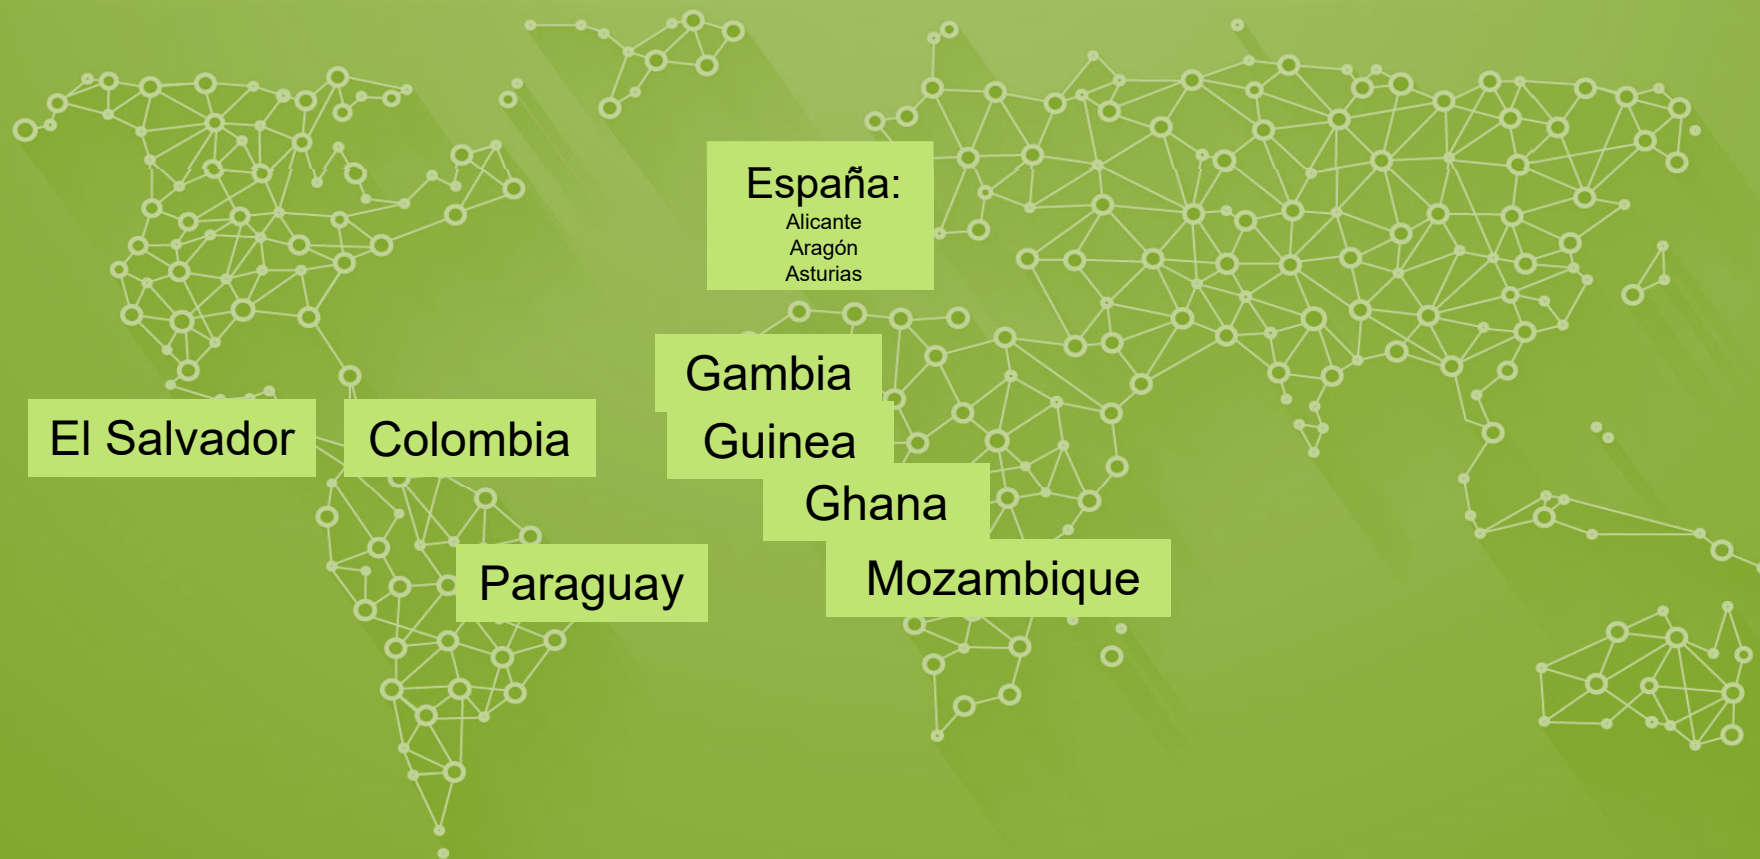 España:
Alicante
Aragón
Asturias
Gambia
El Salvador
Colombia
Guinea
Ghana
Paraguay
Mozambique